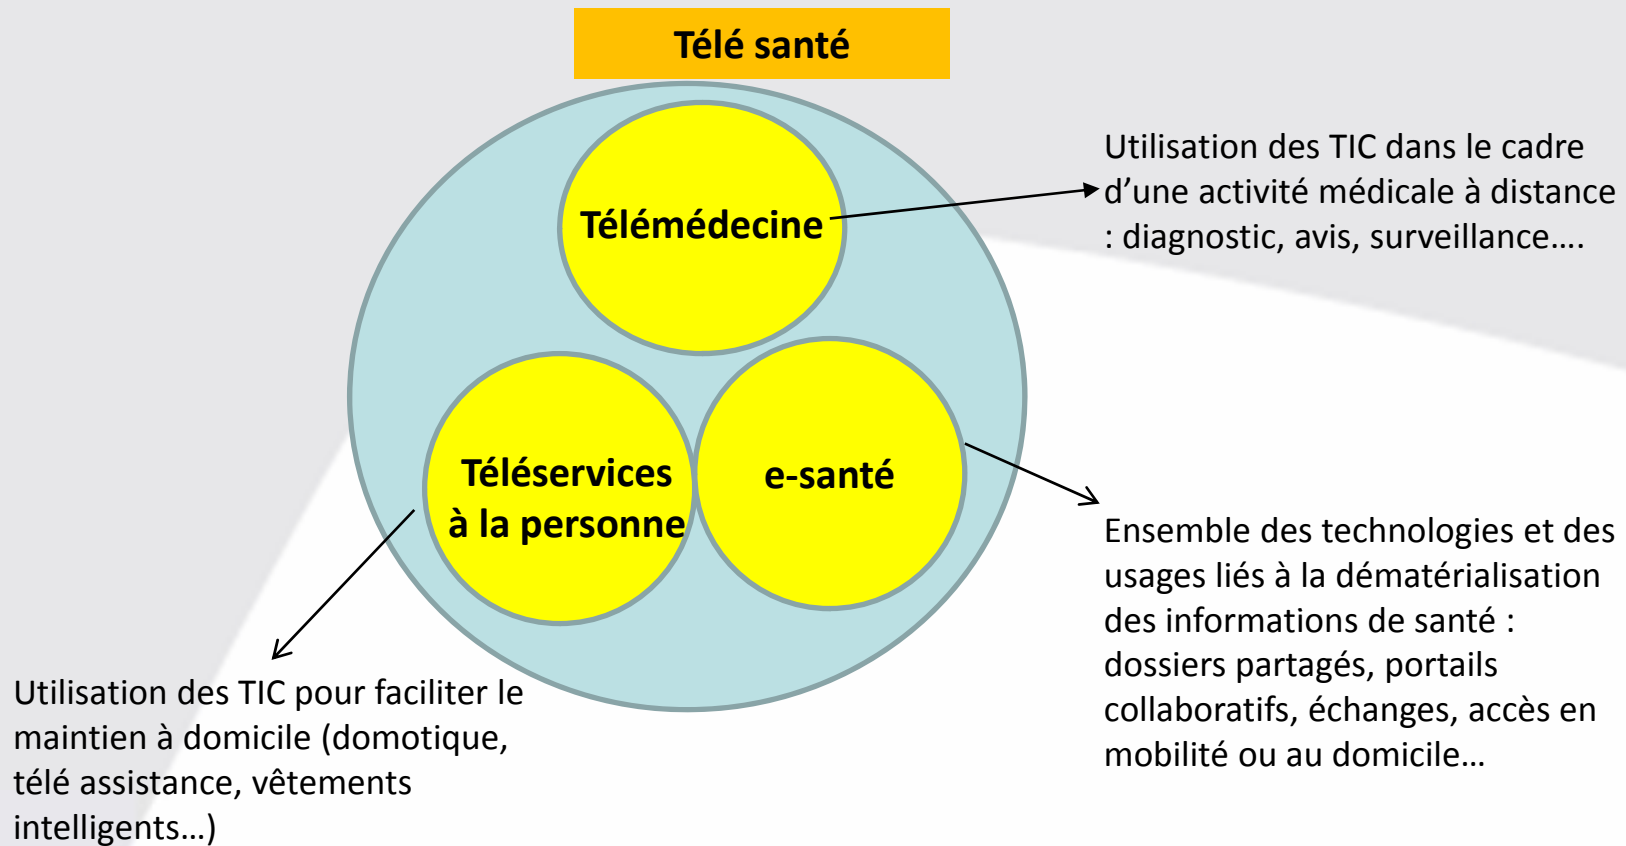 Télé santé
Télémédecine
Utilisation des TIC dans le cadre
d’une activité médicale à distance
: diagnostic, avis, surveillance….
Téléservices
à la personne
e-santé
Ensemble des technologies et des
usages liés à la dématérialisation
des informations de santé :
dossiers partagés, portails
collaboratifs, échanges, accès en
mobilité ou au domicile…
Utilisation des TIC pour faciliter le
maintien à domicile (domotique,
télé assistance, vêtements
intelligents…)